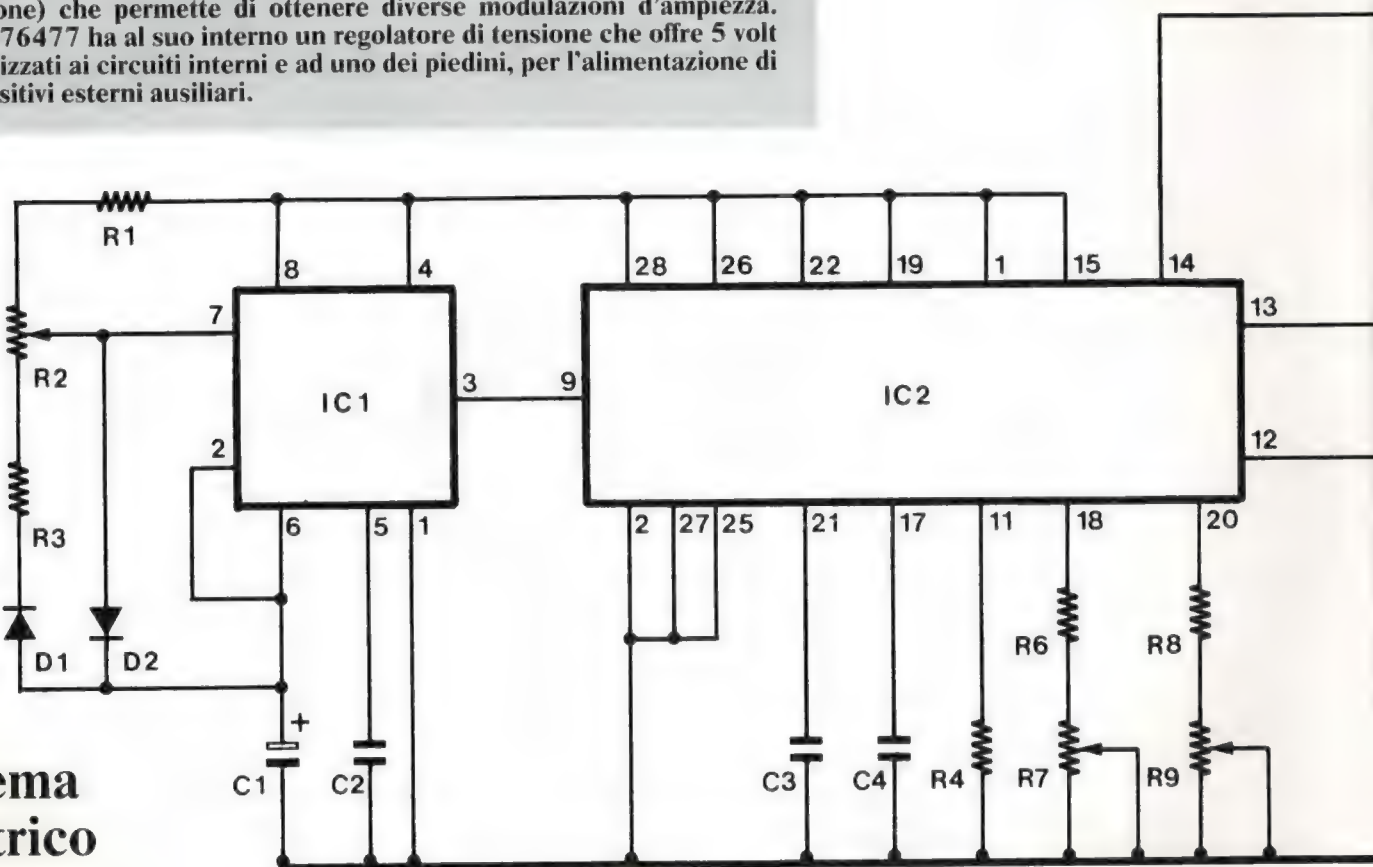 one) che permette di ottenere diverse modulazioni d'ampiezza.
76477 ha al suo interno un regolatore di tensione che offre 5 volt
izzati ai circuiti interni e ad uno dei piedini, per l'alimentazione di
sitivi esterni ausiliari.
R1
8 4 28 26 22 19 1 15 14
7 13
R2
IC1 3 9 IC2
2 12
6 5 1 2 27 25 21 17 11 18 20
R3
D1 D2 R6 R8
+
C1 C2 C3 C4 R4 R7 R9
ema
trico